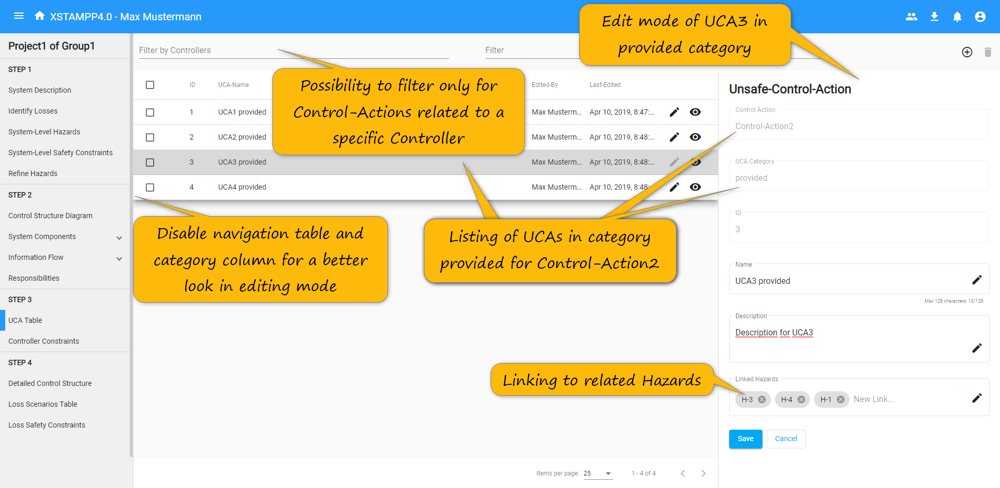 XSTAMPP4.0 - Max Mustermann
Edit mode of UCA3 in
provided category
Project1 of Group1
STEP 1
System Description
Identify Losses
System-Level Hazards
System-Level Safety Constraints
Refine Hazards
STEP 2
Control Structure Diagram
System Components
Information Flow
Responsibilities
STEP 3
UCA Table
Controller Constraints
STEP 4
Detailed Control Structure
Loss Scenarios Table
Loss Safety Constraints
Filter by Controllers
Filter
ID UCA-Name Edited-By Last-Edited
1 UCA1 provided Max Musterm... Apr 10, 2019, 8:47:...
2 UCA2 provided Max Musterm... Apr 10, 2019, 8:48:...
3 UCA3 provided Max Musterm... Apr 10, 2019, 8:48:...
4 UCA4 provided Max Musterm... Apr 10, 2019, 8:48:...
Possibility to filter only for
Control-Actions related to a
specific Controller
Disable navigation table and
category column for a better
look in editing mode
Listing of UCAs in category
provided for Control-Action2
Linking to related Hazards
Items per page: 25 1 - 4 of 4
Unsafe-Control-Action
Control Action
Control-Action2
UCA Category
provided
ID
3
Name
UCA3 provided
Max 128 characters: 13/128
Description
Description for UCA3
Linked Hazards
H-3 H-4 H-1 New Link...
Save Cancel